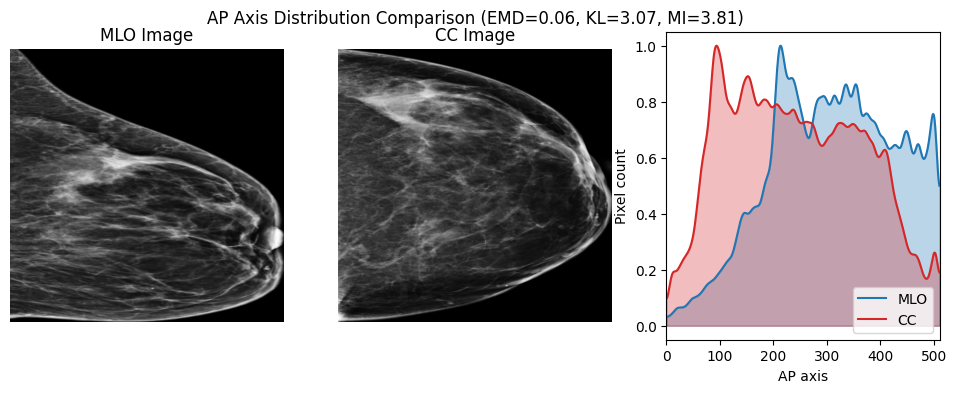 AP Axis Distribution Comparison (EMD=0.06, KL=3.07, MI=3.81)
MLO Image
CC Image
Pixel count
1.0
0.8
0.6
0.4
0.2
0.0
0
100
200
300
400
500
AP axis
MLO
CC